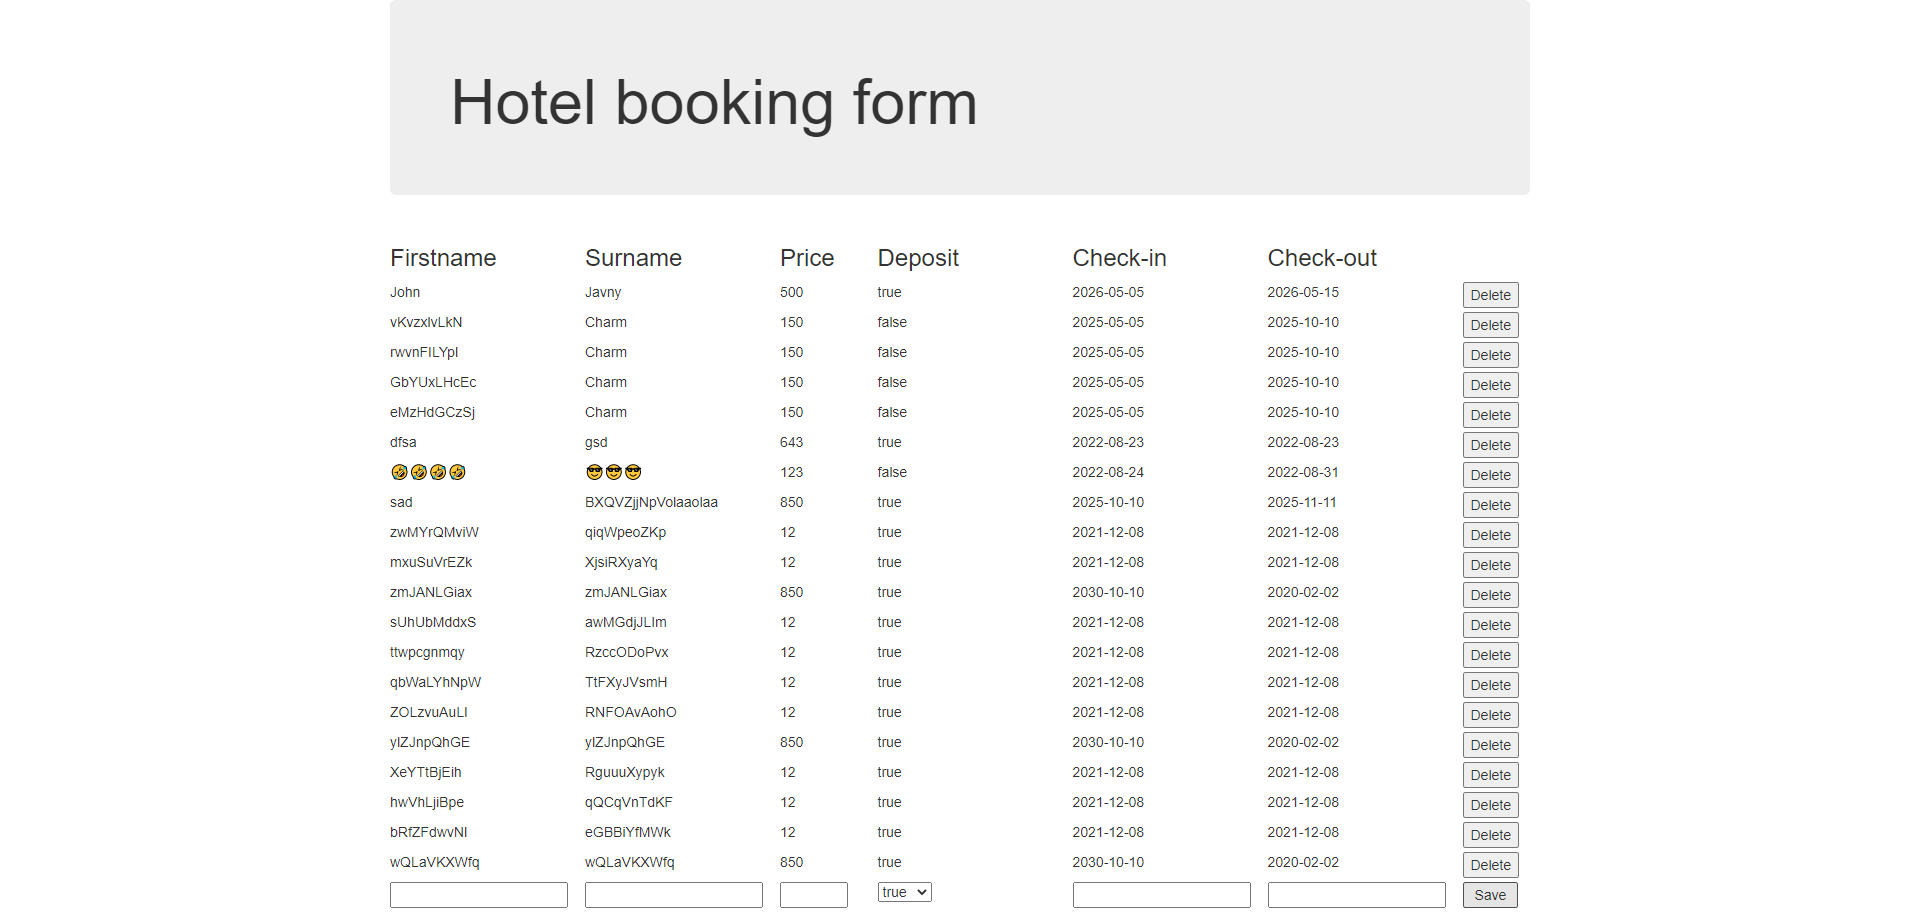 Hotel booking form
Firstname Surname Price Deposit Check-in Check-out
John Javny 500 true 2026-05-05 2026-05-15 Delete
vKvzxlvLkN Charm 150 false 2025-05-05 2025-10-10 Delete
rwvnFILYpl Charm 150 false 2025-05-05 2025-10-10 Delete
GbYUxLHcEc Charm 150 false 2025-05-05 2025-10-10 Delete
eMzHdGCzSj Charm 150 false 2025-05-05 2025-10-10 Delete
dfsa gsd 643 true 2022-08-23 2022-08-23 Delete
🤣🤣🤣🤣 😎😎😎 123 false 2022-08-24 2022-08-31 Delete
sad BXQVZjjNpVolaaolaa 850 true 2025-10-10 2025-11-11 Delete
zwMYrQMviW qiqWpeoZKp 12 true 2021-12-08 2021-12-08 Delete
mxuSuVrEZk XjsiRXyaYq 12 true 2021-12-08 2021-12-08 Delete
zmJANLGiax zmJANLGiax 850 true 2030-10-10 2020-02-02 Delete
sUhUbMddxS awMGdjJLIm 12 true 2021-12-08 2021-12-08 Delete
ttwpcgnmqy RzccODoPvx 12 true 2021-12-08 2021-12-08 Delete
qbWaLYhNpW TtFXyJVsmH 12 true 2021-12-08 2021-12-08 Delete
ZOLzvuAuLl RNFOAvAohO 12 true 2021-12-08 2021-12-08 Delete
ylZJnpQhGE ylZJnpQhGE 850 true 2030-10-10 2020-02-02 Delete
XeYTtBjEih RguuuXypyk 12 true 2021-12-08 2021-12-08 Delete
hwVhLjiBpe qQCqVnTdKF 12 true 2021-12-08 2021-12-08 Delete
bRfZFdwvNl eGBBiYfMWk 12 true 2021-12-08 2021-12-08 Delete
wQLaVKXWfq wQLaVKXWfq 850 true 2030-10-10 2020-02-02 Delete
true Save